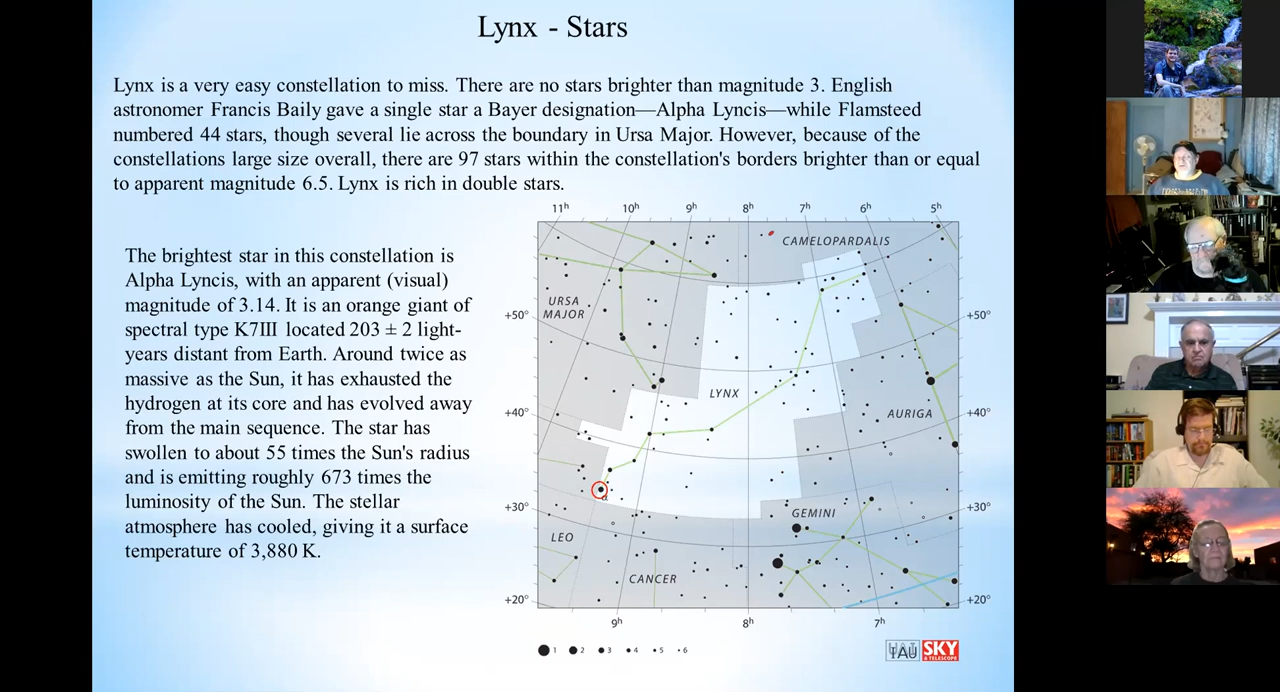 Lynx - Stars
Lynx is a very easy constellation to miss. There are no stars brighter than magnitude 3. English
astronomer Francis Baily gave a single star a Bayer designation—Alpha Lyncis—while Flamsteed
numbered 44 stars, though several lie across the boundary in Ursa Major. However, because of the
constellations large size overall, there are 97 stars within the constellation's borders brighter than or equal
to apparent magnitude 6.5. Lynx is rich in double stars.
The brightest star in this constellation is
Alpha Lyncis, with an apparent (visual)
magnitude of 3.14. It is an orange giant of
spectral type K7III located 203 ± 2 light-
years distant from Earth. Around twice as
massive as the Sun, it has exhausted the
hydrogen at its core and has evolved away
from the main sequence. The star has
swollen to about 55 times the Sun's radius
and is emitting roughly 673 times the
luminosity of the Sun. The stellar
atmosphere has cooled, giving it a surface
temperature of 3,880 K.
11h 10h 9h 8h 7h 6h 5h
CAMELOPARDALIS
URSA
MAJOR
+50° +50°
LYNX
+40° AURIGA +40°
α
+30° +30°
GEMINI
LEO
CANCER
+20° +20°
9h 8h 7h
1 2 3 4 5 6
IAU SKY
& TELESCOPE